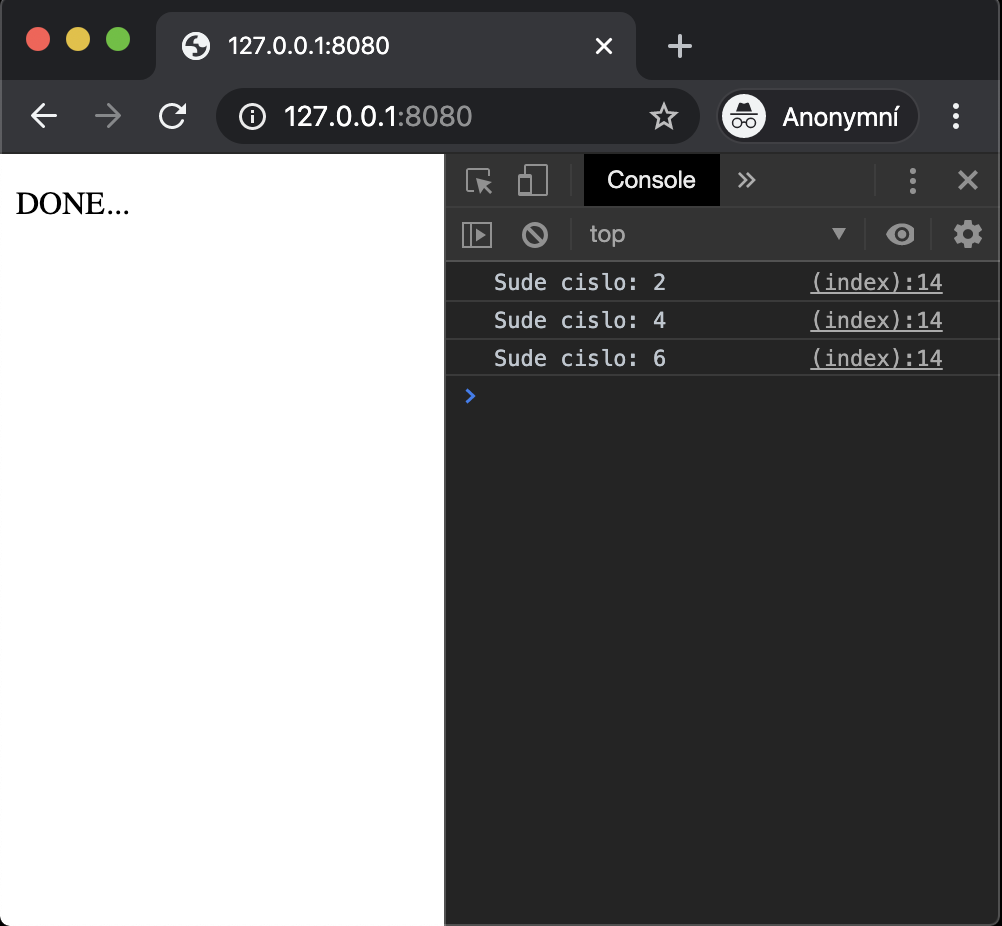 127.0.0.1:8080
127.0.0.1:8080
Anonymní
DONE...
Console
top
Sude cislo: 2 (index):14
Sude cislo: 4 (index):14
Sude cislo: 6 (index):14